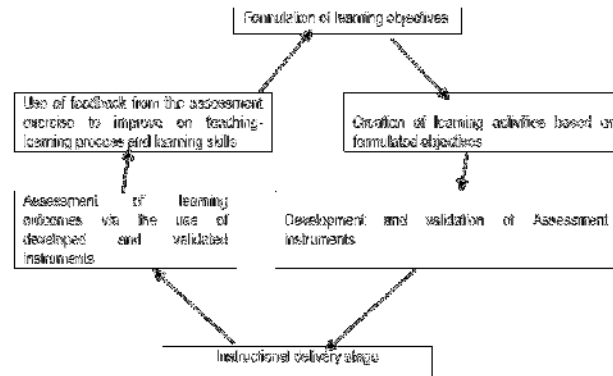 Formulation of learning objectives
Use of feedback from the assessment
exercise to improve on teaching-
learning process and learning skills
Creation of learning activities based on
formulated objectives
Assessment of learning
outcomes via the use of
developed and validated
instruments
Development and validation of Assessment
instruments
Instructional delivery stage